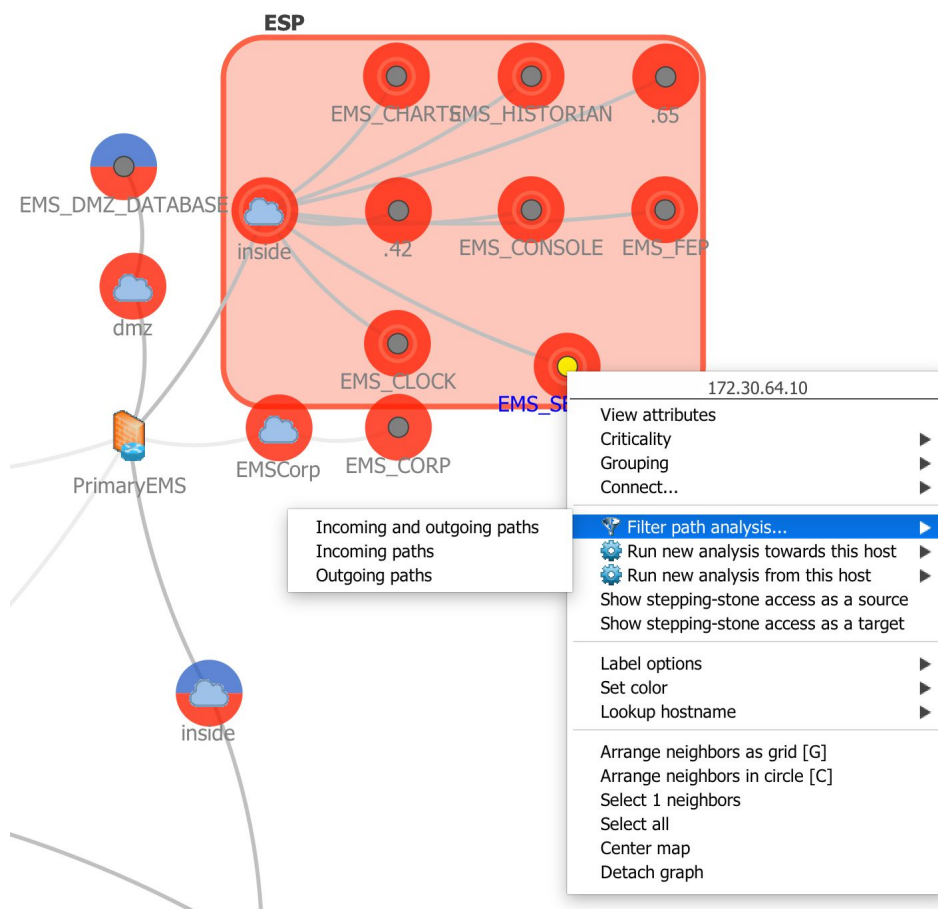 ESP
EMS_CHARTS
EMS_HISTORIAN
.65
EMS_DMZ_DATABASE
inside
.42
EMS_CONSOLE
EMS_FEP
dmz
EMS_CLOCK
EMS_SE
PrimaryEMS
EMSCorp
EMS_CORP
inside
172.30.64.10
View attributes
Criticality
Grouping
Connect...
Filter path analysis...
Incoming and outgoing paths
Incoming paths
Outgoing paths
Run new analysis towards this host
Run new analysis from this host
Show stepping-stone access as a source
Show stepping-stone access as a target
Label options
Set color
Lookup hostname
Arrange neighbors as grid [G]
Arrange neighbors in circle [C]
Select 1 neighbors
Select all
Center map
Detach graph